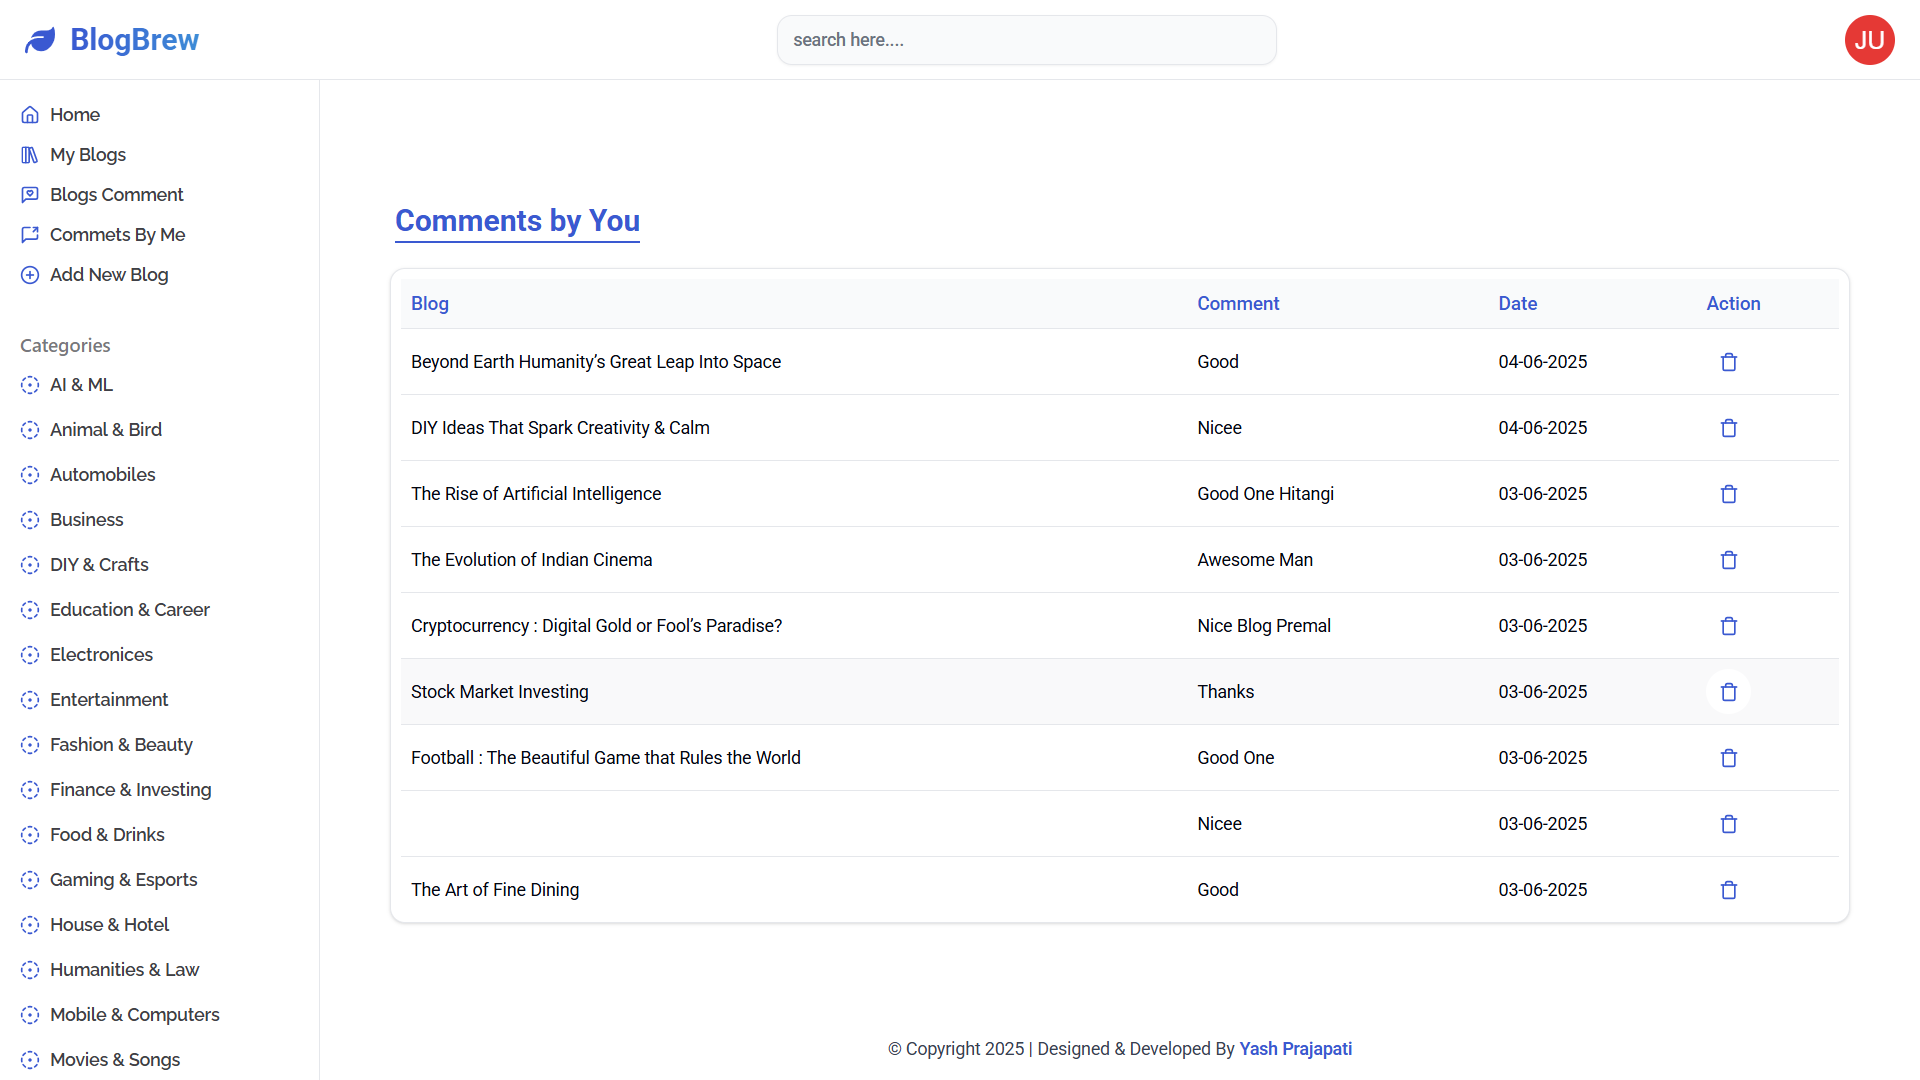 BlogBrew
search here....
JU
Home
My Blogs
Blogs Comment
Commets By Me
Add New Blog
Categories
AI & ML
Animal & Bird
Automobiles
Business
DIY & Crafts
Education & Career
Electronices
Entertainment
Fashion & Beauty
Finance & Investing
Food & Drinks
Gaming & Esports
House & Hotel
Humanities & Law
Mobile & Computers
Movies & Songs
Comments by You
Blog Comment Date Action
Beyond Earth Humanity’s Great Leap Into Space Good 04-06-2025
DIY Ideas That Spark Creativity & Calm Nicee 04-06-2025
The Rise of Artificial Intelligence Good One Hitangi 03-06-2025
The Evolution of Indian Cinema Awesome Man 03-06-2025
Cryptocurrency : Digital Gold or Fool’s Paradise? Nice Blog Premal 03-06-2025
Stock Market Investing Thanks 03-06-2025
Football : The Beautiful Game that Rules the World Good One 03-06-2025
Nicee 03-06-2025
The Art of Fine Dining Good 03-06-2025
© Copyright 2025 | Designed & Developed By Yash Prajapati